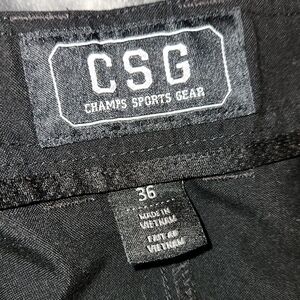 CSG
CHAMPS SPORTS GEAR
36
MADE IN
VIETNAM
FAIT AU
VIETNAM